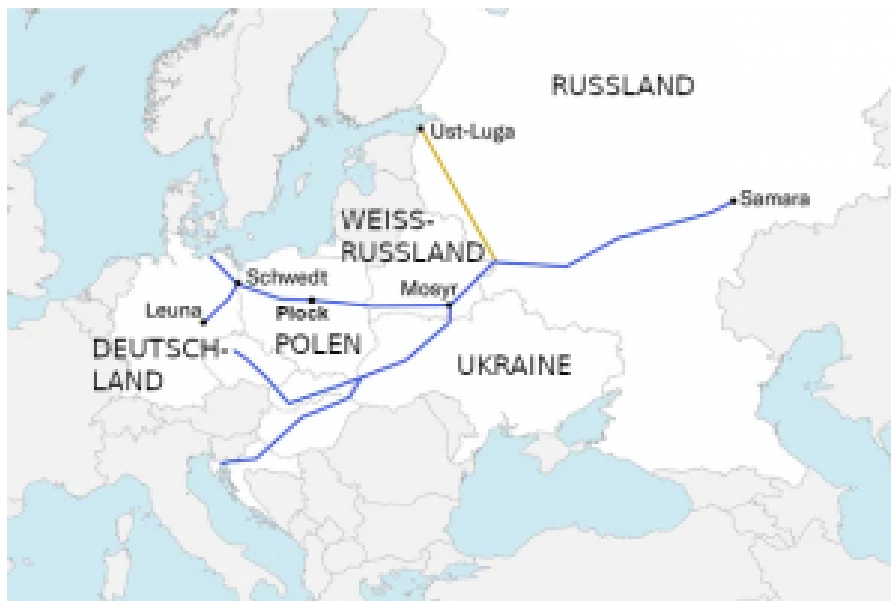 RUSSLAND
Ust-Luga
Samara
WEISS-
RUSSLAND
Schwedt
Mosyr
Leuna
Plock
DEUTSCH-
LAND
POLEN
UKRAINE